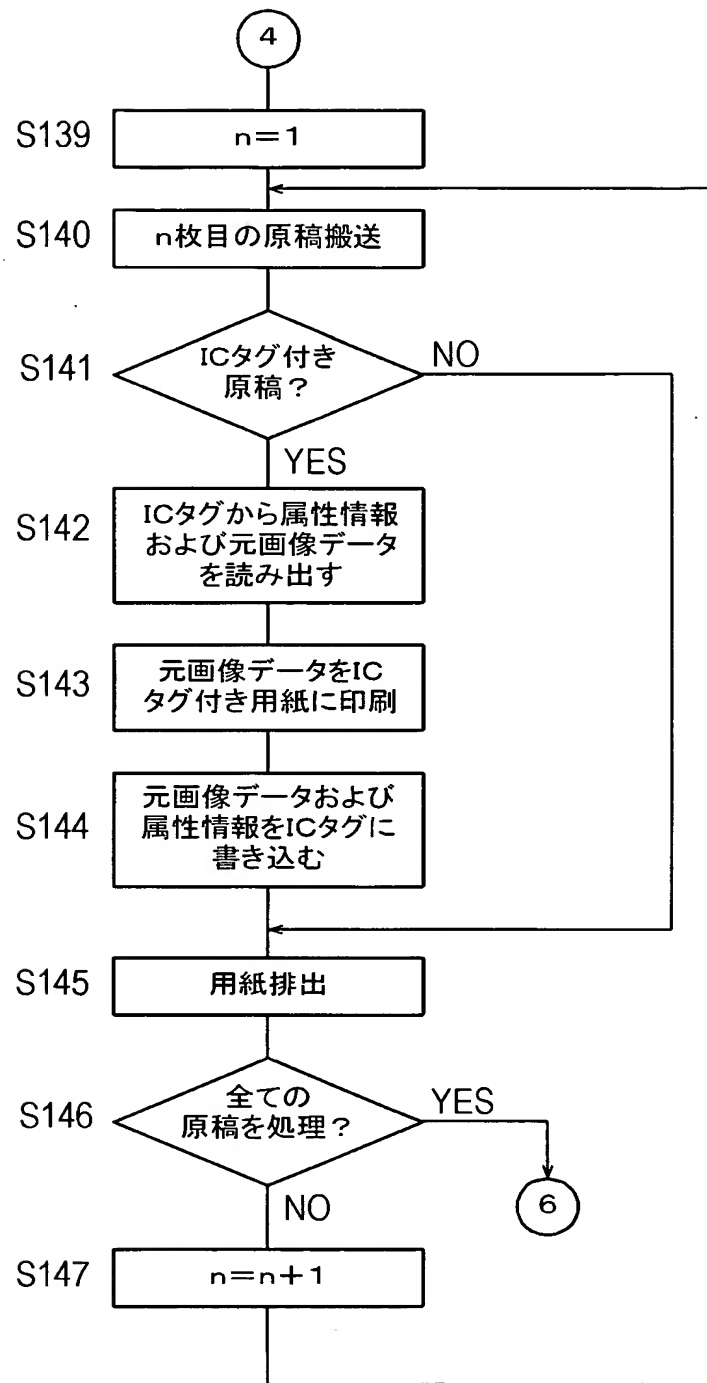 4
S139
n=1
S140
n枚目の原稿搬送
S141
ICタグ付き
原稿?
NO
YES
S142
ICタグから属性情報
および元画像データ
を読み出す
S143
元画像データをIC
タグ付き用紙に印刷
S144
元画像データおよび
属性情報をICタグに
書き込む
S145
用紙排出
S146
全ての
原稿を処理?
YES
6
NO
S147
n=n+1